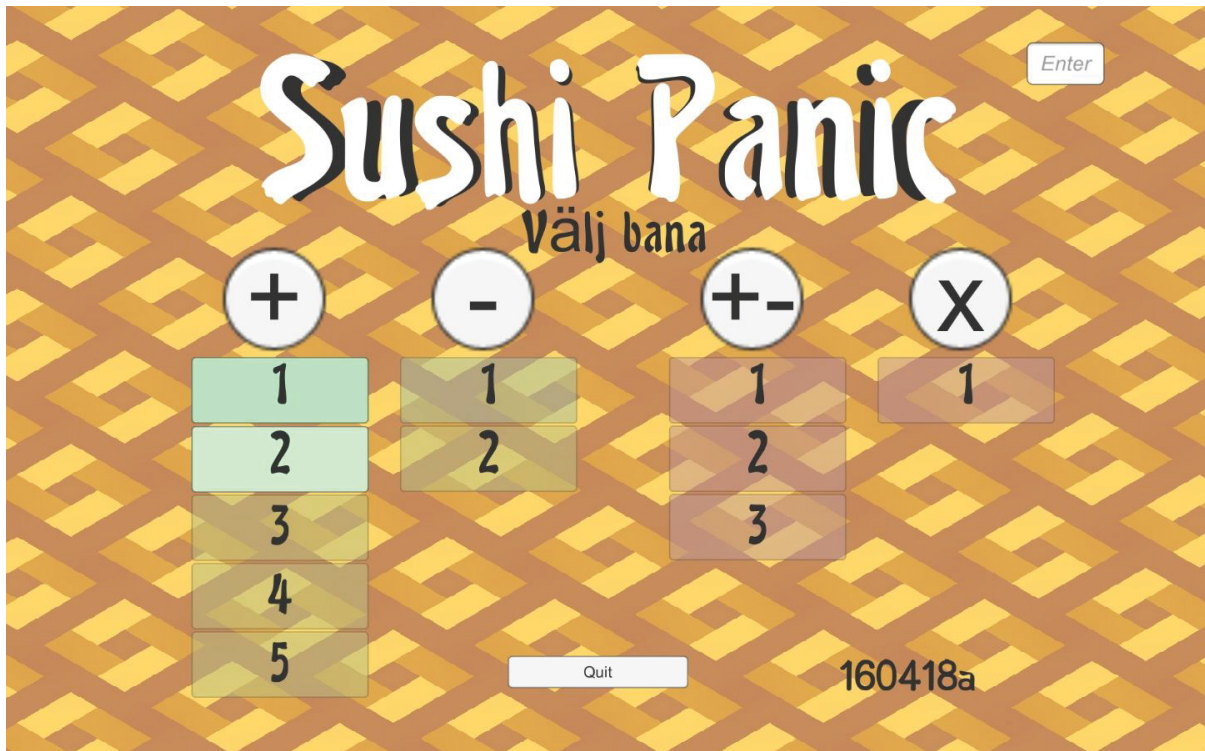 Enter
Sushi Panic
Välj bana
+ - +- x
1 1 1 1
2 2 2
3 3
4
5
Quit
160418a